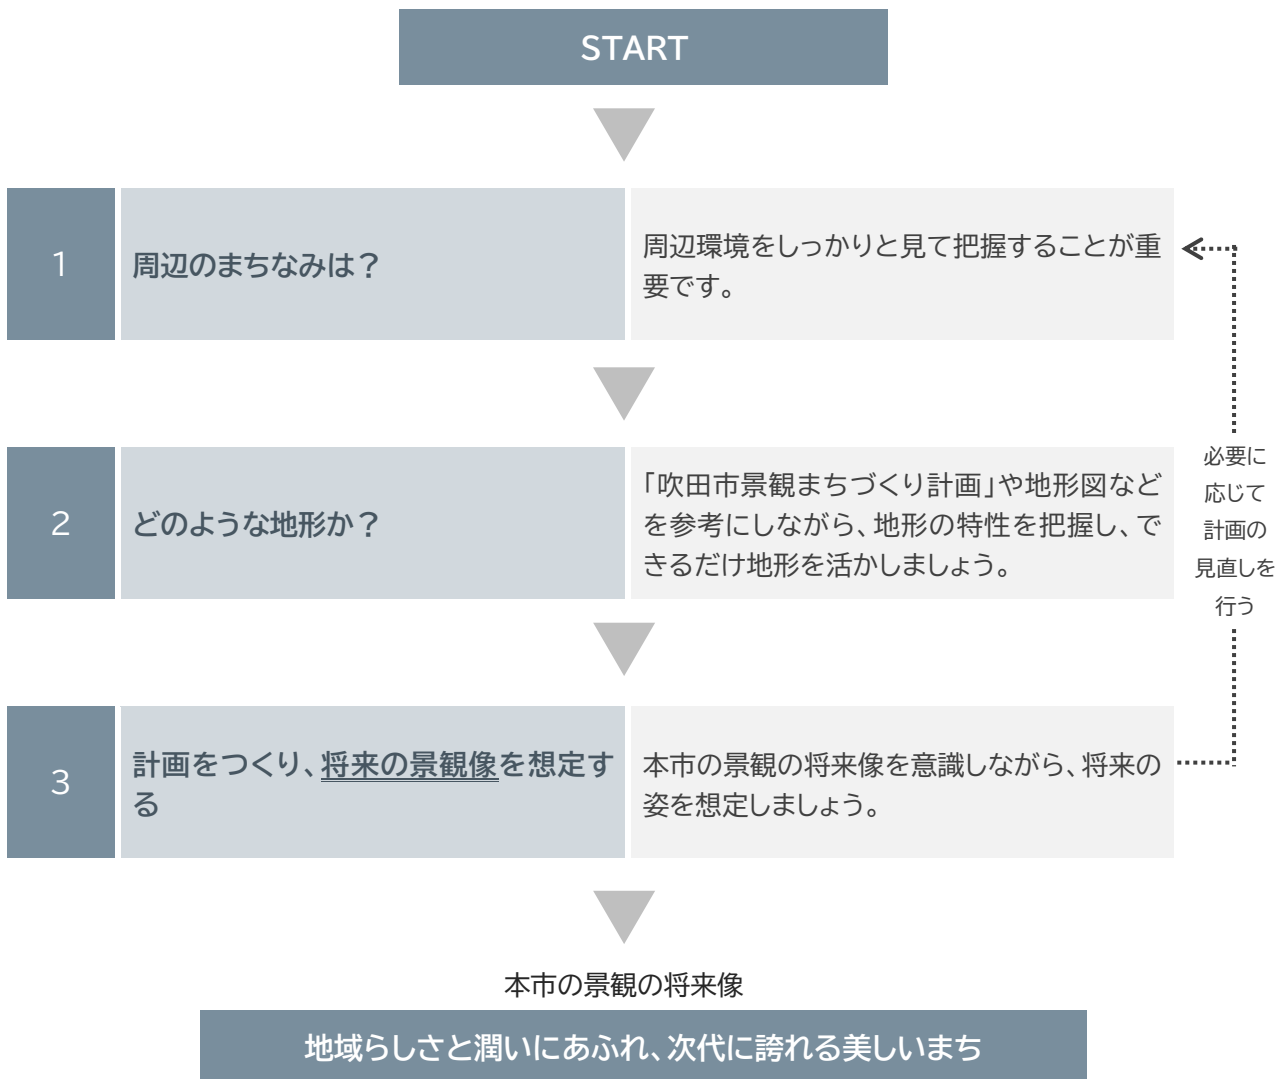 START
1
周辺のまちなみは？
周辺環境をしっかりと見て把握することが重
要です。
2
どのような地形か？
「吹田市景観まちづくり計画」や地形図など
を参考にしながら、地形の特性を把握し、で
きるだけ地形を活かしましょう。
必要に
応じて
計画の
見直しを
行う
3
計画をつくり、将来の景観像を想定す
る
本市の景観の将来像を意識しながら、将来の
姿を想定しましょう。
本市の景観の将来像
地域らしさと潤いにあふれ、次代に誇れる美しいまち